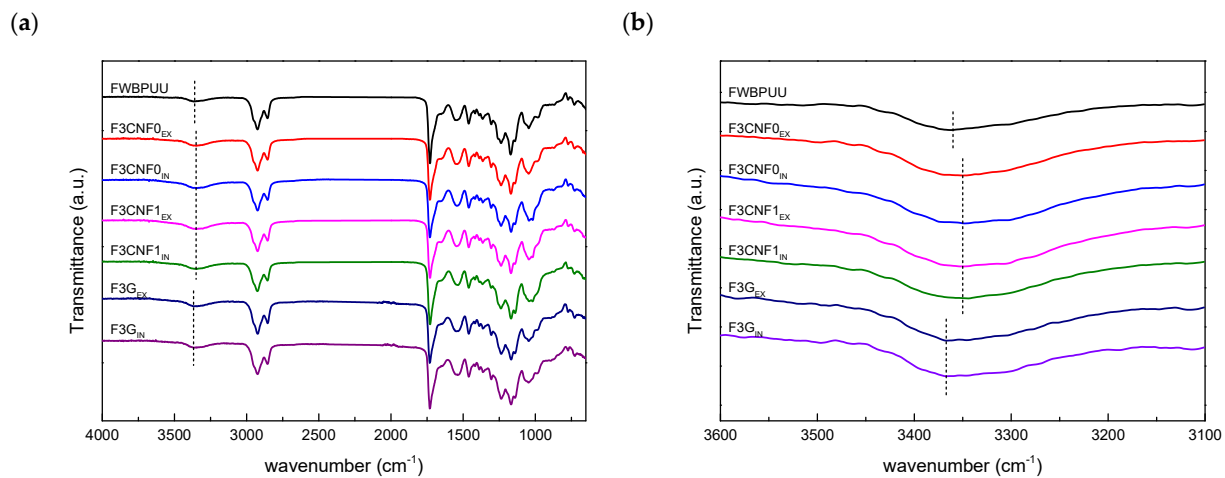 (a)
FWBPUU
F3CNF0EX
F3CNF0IN
F3CNF1EX
F3CNF1IN
F3GEX
F3GIN
Transmittance (a.u.)
4000 3500 3000 2500 2000 1500 1000
wavenumber (cm-1)
(b)
FWBPUU
F3CNF0EX
F3CNF0IN
F3CNF1EX
F3CNF1IN
F3GEX
F3GIN
Transmittance (a.u.)
3600 3500 3400 3300 3200 3100
wavenumber (cm-1)